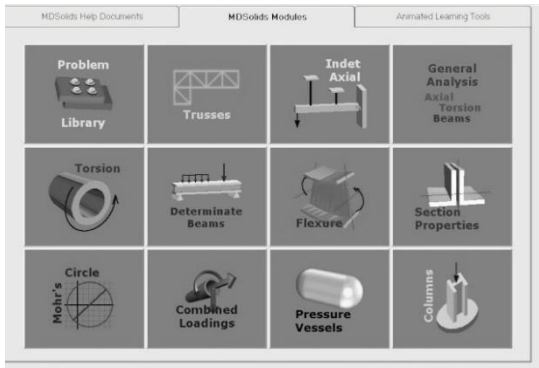 MDSolids Help Documents
MDSolids Modules
Animated Learning Tools
Problem
Library
Trusses
Indet
Axial
General
Analysis
Axial
Torsion
Beams
Torsion
Determinate
Beams
Flexure
Section
Properties
Circle
Mohr's
Combined
Loadings
Pressure
Vessels
Columns